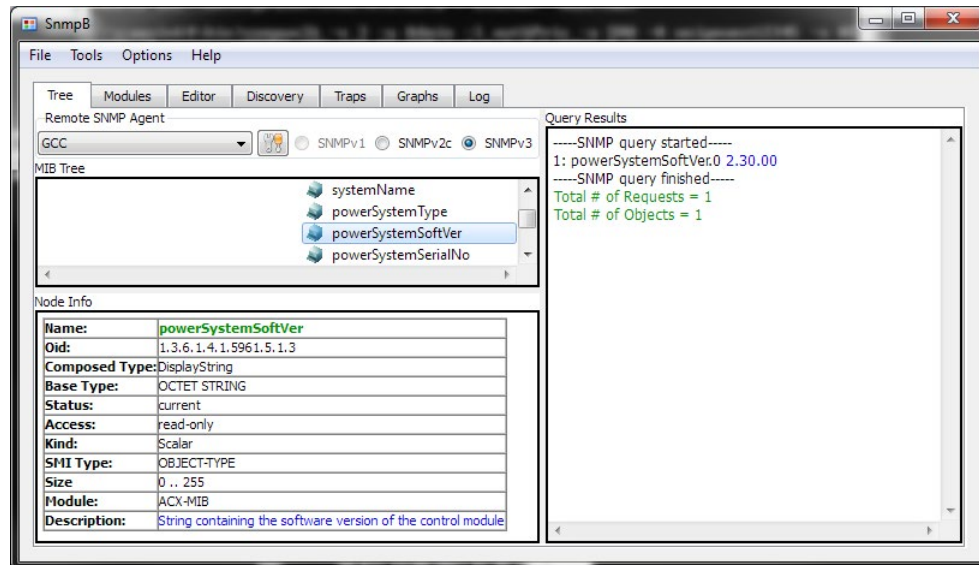 SnmpB
File Tools Options Help
Tree Modules Editor Discovery Traps Graphs Log
Remote SNMP Agent
GCC SNMPv1 SNMPv2c SNMPv3
MIB Tree
systemName
powerSystemType
powerSystemSoftVer
powerSystemSerialNo
Node Info
Name: powerSystemSoftVer
Oid: 1.3.6.1.4.1.5961.5.1.3
Composed Type: DisplayString
Base Type: OCTET STRING
Status: current
Access: read-only
Kind: Scalar
SMI Type: OBJECT-TYPE
Size 0 .. 255
Module: ACX-MIB
Description: String containing the software version of the control module
Query Results
-----SNMP query started-----
1: powerSystemSoftVer.0 2.30.00
-----SNMP query finished-----
Total # of Requests = 1
Total # of Objects = 1